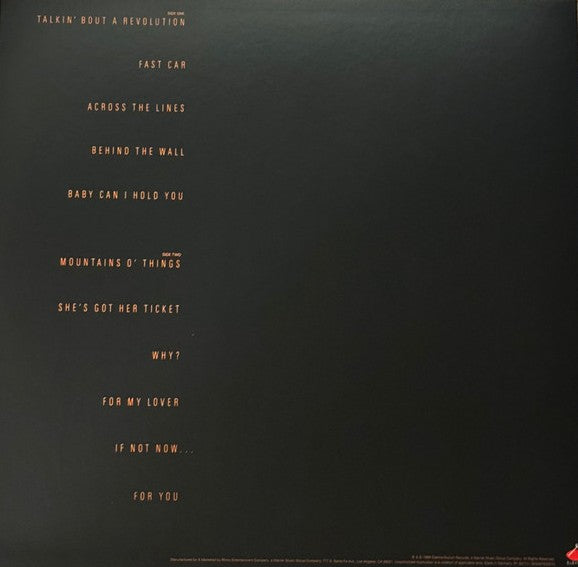 SIDE ONE
TALKIN' BOUT A REVOLUTION
FAST CAR
ACROSS THE LINES
BEHIND THE WALL
BABY CAN I HOLD YOU
SIDE TWO
MOUNTAINS O' THINGS
SHE'S GOT HER TICKET
WHY?
FOR MY LOVER
IF NOT NOW...
FOR YOU